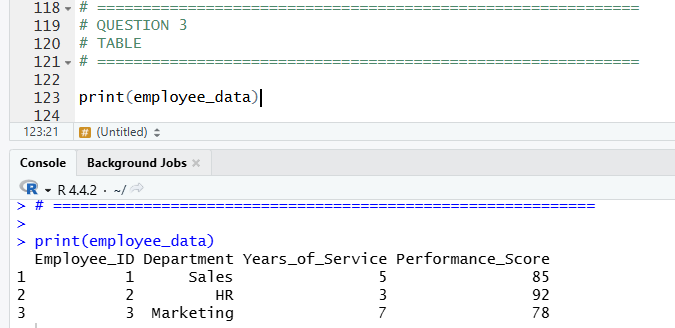 118 # ============================================================
119 # QUESTION 3
120 # TABLE
121 # ============================================================
122
123 print(employee_data)
124
123:21 # (Untitled)
Console Background Jobs
R R 4.4.2 · ~/
> # ============================================================
>
> print(employee_data)
Employee_ID Department Years_of_Service Performance_Score
1 1 Sales 5 85
2 2 HR 3 92
3 3 Marketing 7 78